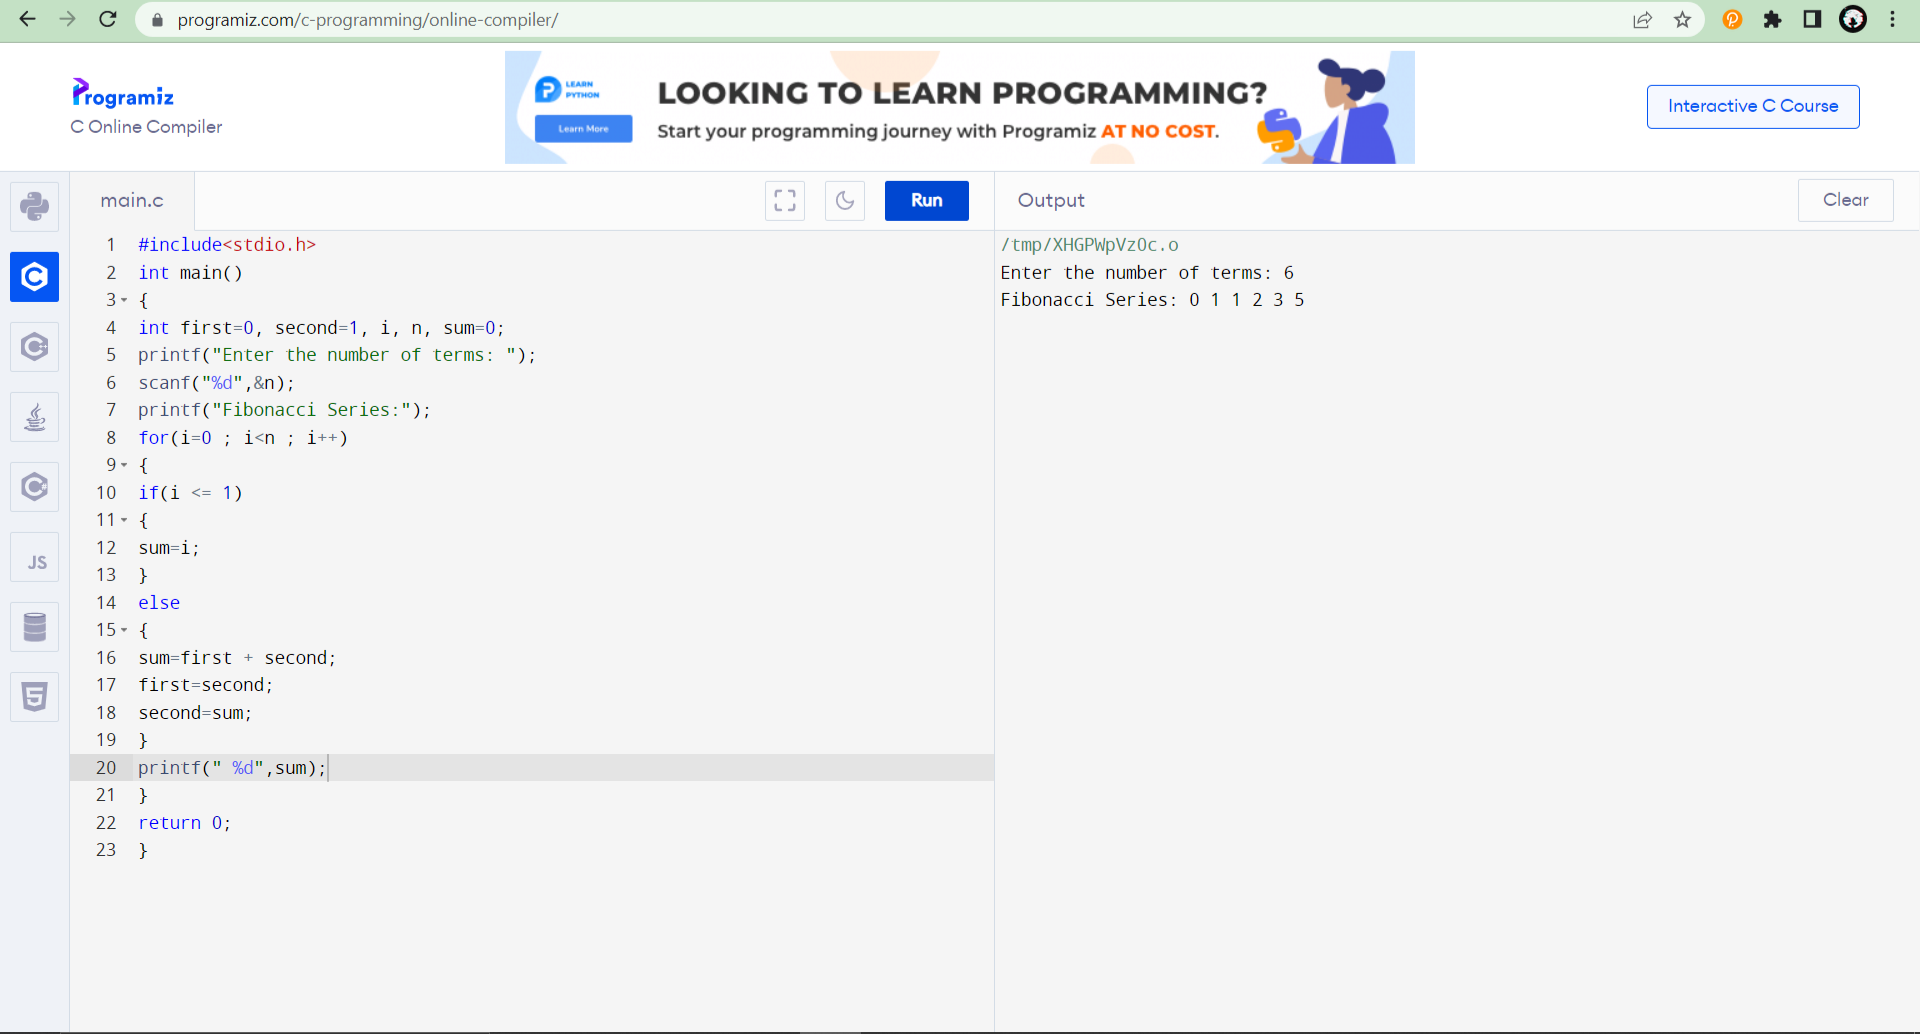 programiz.com/c-programming/online-compiler/
Programiz
C Online Compiler
LEARN
PYTHON
Learn More
LOOKING TO LEARN PROGRAMMING?
Start your programming journey with Programiz AT NO COST.
Interactive C Course
main.c
Run
Output
Clear
1 #include<stdio.h>
2 int main()
3 {
4 int first=0, second=1, i, n, sum=0;
5 printf("Enter the number of terms: ");
6 scanf("%d",&n);
7 printf("Fibonacci Series:");
8 for(i=0 ; i<n ; i++)
9 {
10 if(i <= 1)
11 {
12 sum=i;
13 }
14 else
15 {
16 sum=first + second;
17 first=second;
18 second=sum;
19 }
20 printf(" %d",sum);
21 }
22 return 0;
23 }
/tmp/XHGPWpVzOc.o
Enter the number of terms: 6
Fibonacci Series: 0 1 1 2 3 5
JS